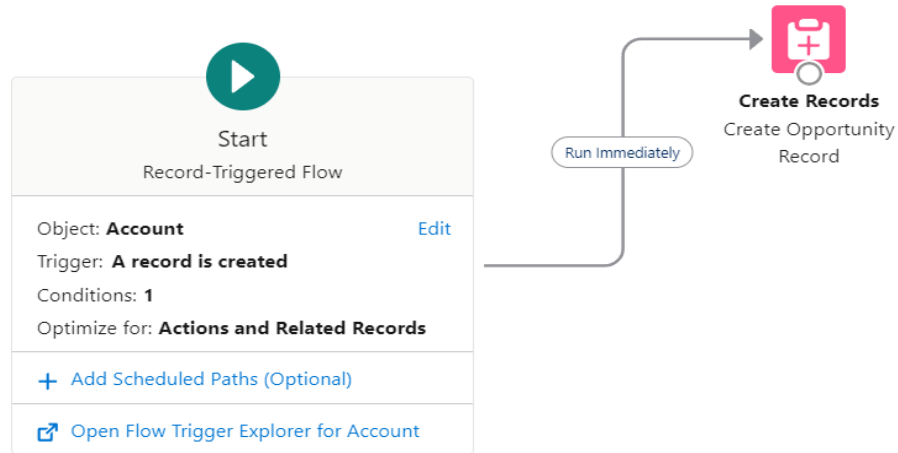 Start
Record-Triggered Flow
Object: Account
Edit
Trigger: A record is created
Conditions: 1
Optimize for: Actions and Related Records
Add Scheduled Paths (Optional)
Open Flow Trigger Explorer for Account
Run Immediately
Create Records
Create Opportunity
Record